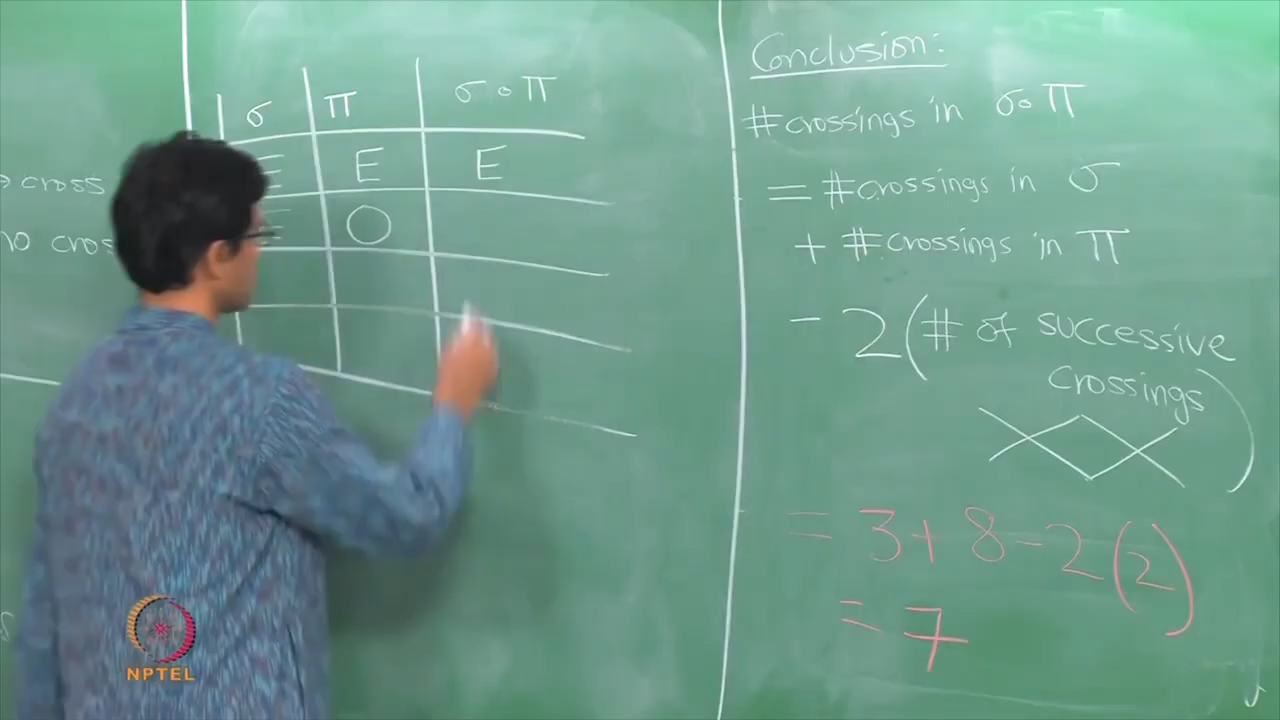 cross
no cros
σ π σ∘π
E E E
E O
Conclusion:
#crossings in σ∘π
= #crossings in σ
+ #crossings in π
- 2(# of successive
crossings)
= 3+8-2(2)
= 7
NPTEL